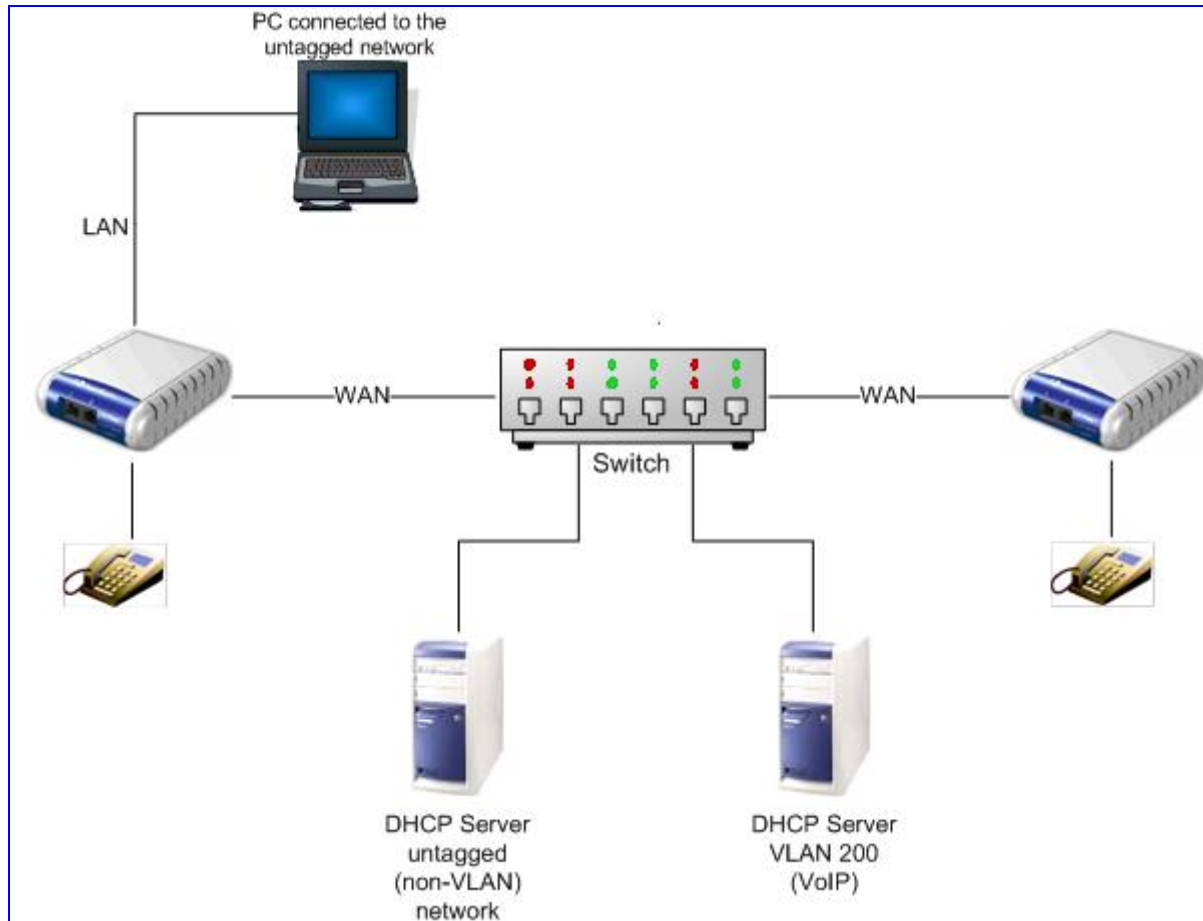 PC connected to the
untagged network
LAN
WAN
WAN
Switch
DHCP Server
untagged
(non-VLAN)
network
DHCP Server
VLAN 200
(VoIP)